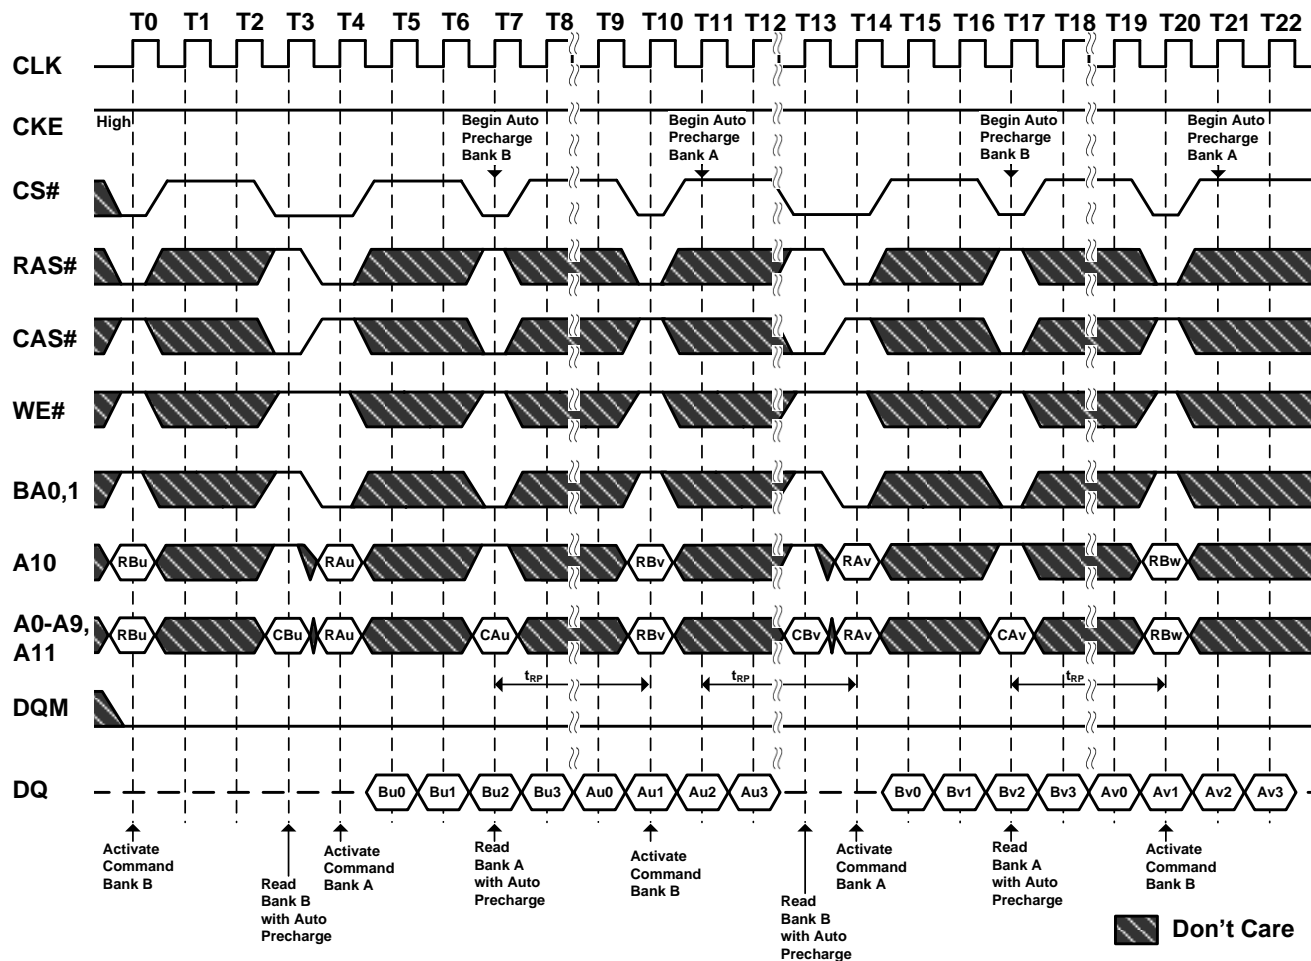 T0 T1 T2 T3 T4 T5 T6 T7 T8 T9 T10 T11 T12 T13 T14 T15 T16 T17 T18 T19 T20 T21 T22
CLK
CKE
High
Begin Auto
Precharge
Bank B
Begin Auto
Precharge
Bank A
Begin Auto
Precharge
Bank B
Begin Auto
Precharge
Bank A
CS#
RAS#
CAS#
WE#
BA0,1
A10
RBu RAu RBv RAv RBw
A0-A9,
A11
RBu CBu RAu CAu RBv CBv RAv CAv RBw
tRP tRP tRP
DQM
DQ
Bu0 Bu1 Bu2 Bu3 Au0 Au1 Au2 Au3 Bv0 Bv1 Bv2 Bv3 Av0 Av1 Av2 Av3
Activate
Command
Bank B
Read
Bank B
with Auto
Precharge
Activate
Command
Bank A
Read
Bank A
with Auto
Precharge
Activate
Command
Bank B
Read
Bank B
with Auto
Precharge
Activate
Command
Bank A
Read
Bank A
with Auto
Precharge
Activate
Command
Bank B
Don't Care